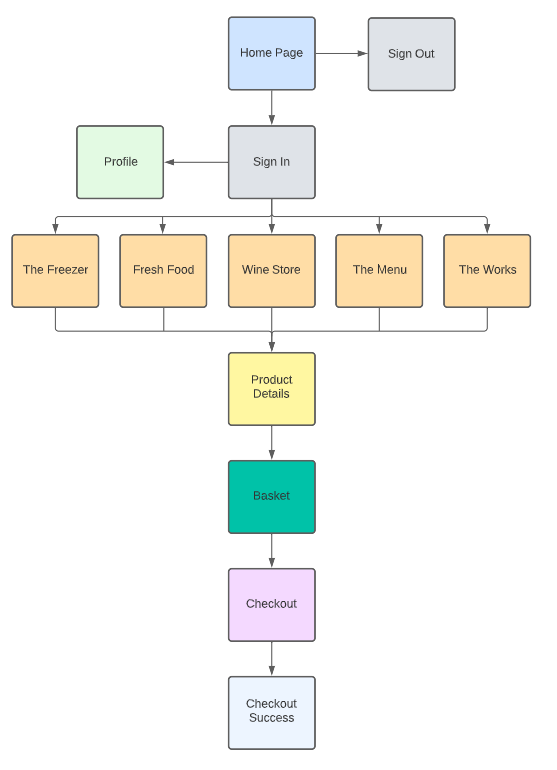 Home Page
Sign Out
Profile
Sign In
The Freezer
Fresh Food
Wine Store
The Menu
The Works
Product
Details
Basket
Checkout
Checkout
Success